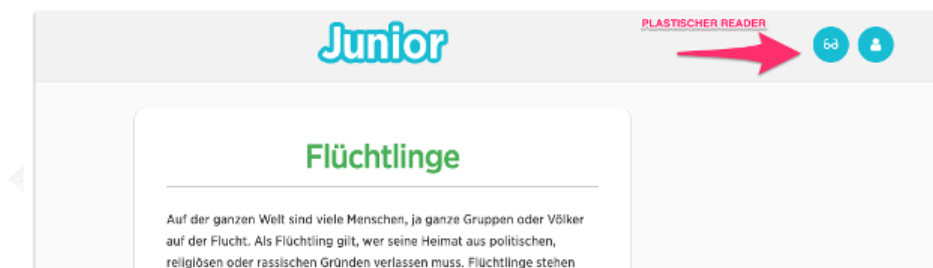 Junior
PLASTISCHER READER
Flüchtlinge
Auf der ganzen Welt sind viele Menschen, ja ganze Gruppen oder Völker
auf der Flucht. Als Flüchtling gilt, wer seine Heimat aus politischen,
religiösen oder rassischen Gründen verlassen muss. Flüchtlinge stehen